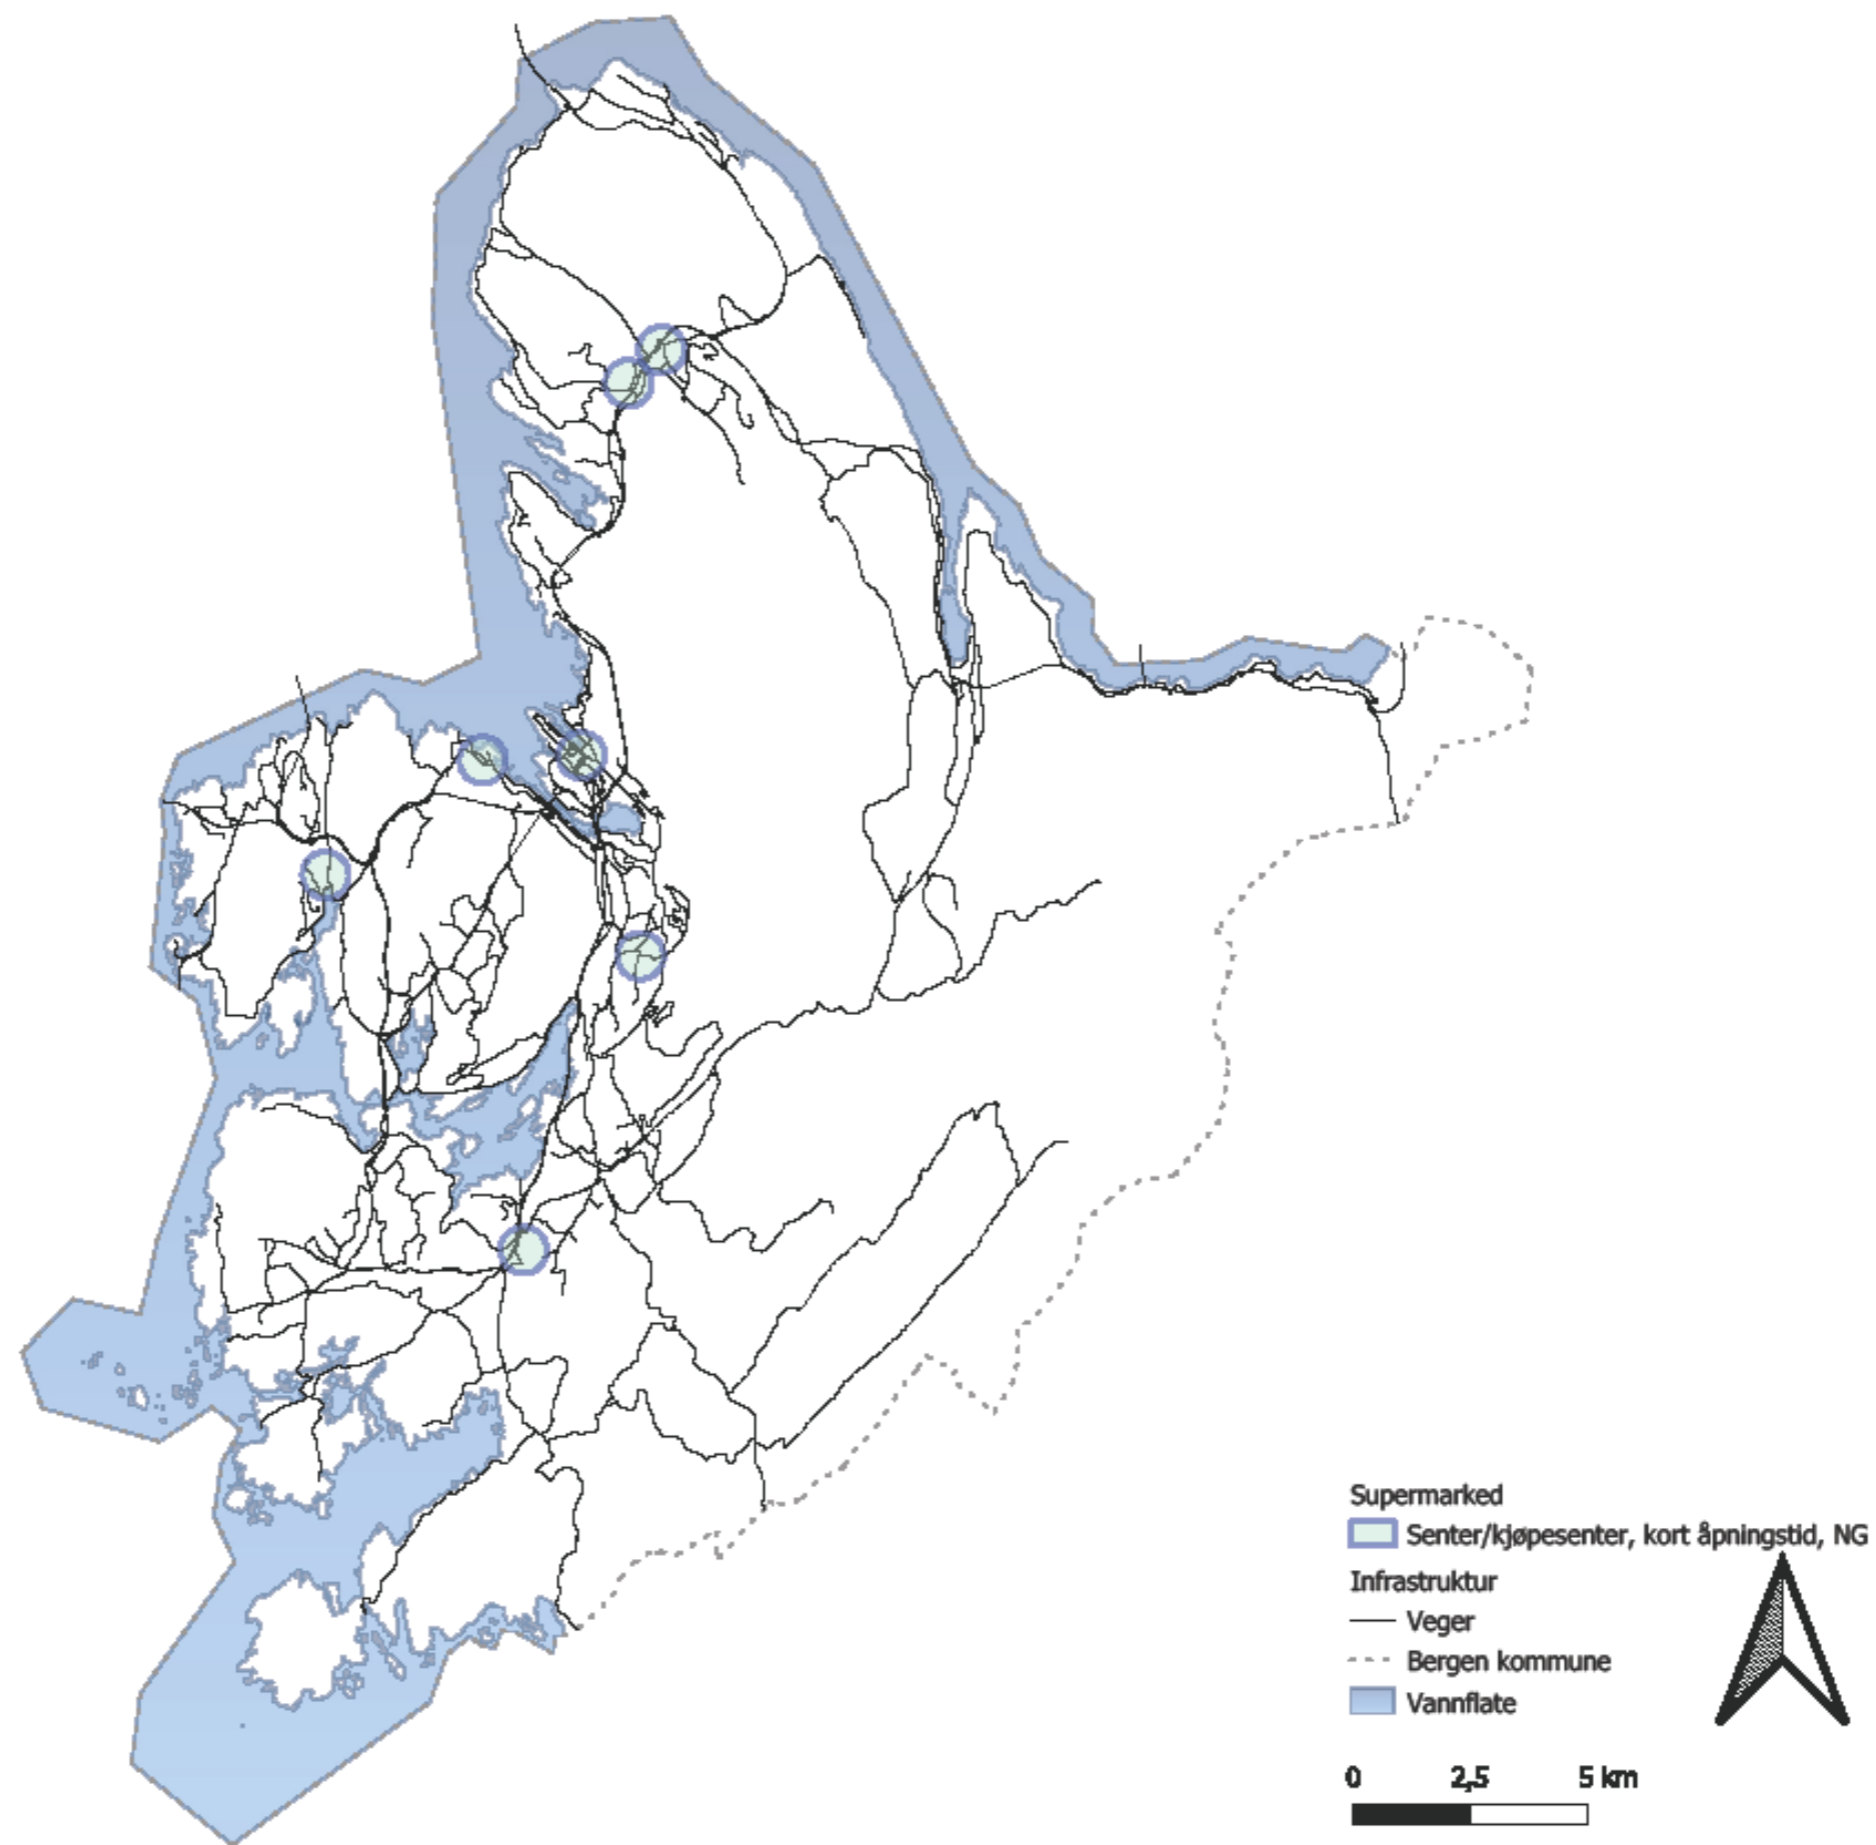 Supermarked
Senter/kjøpesenter, kort åpningstid, NG
Infrastruktur
Veger
Bergen kommune
Vannflate
0 2,5 5 km